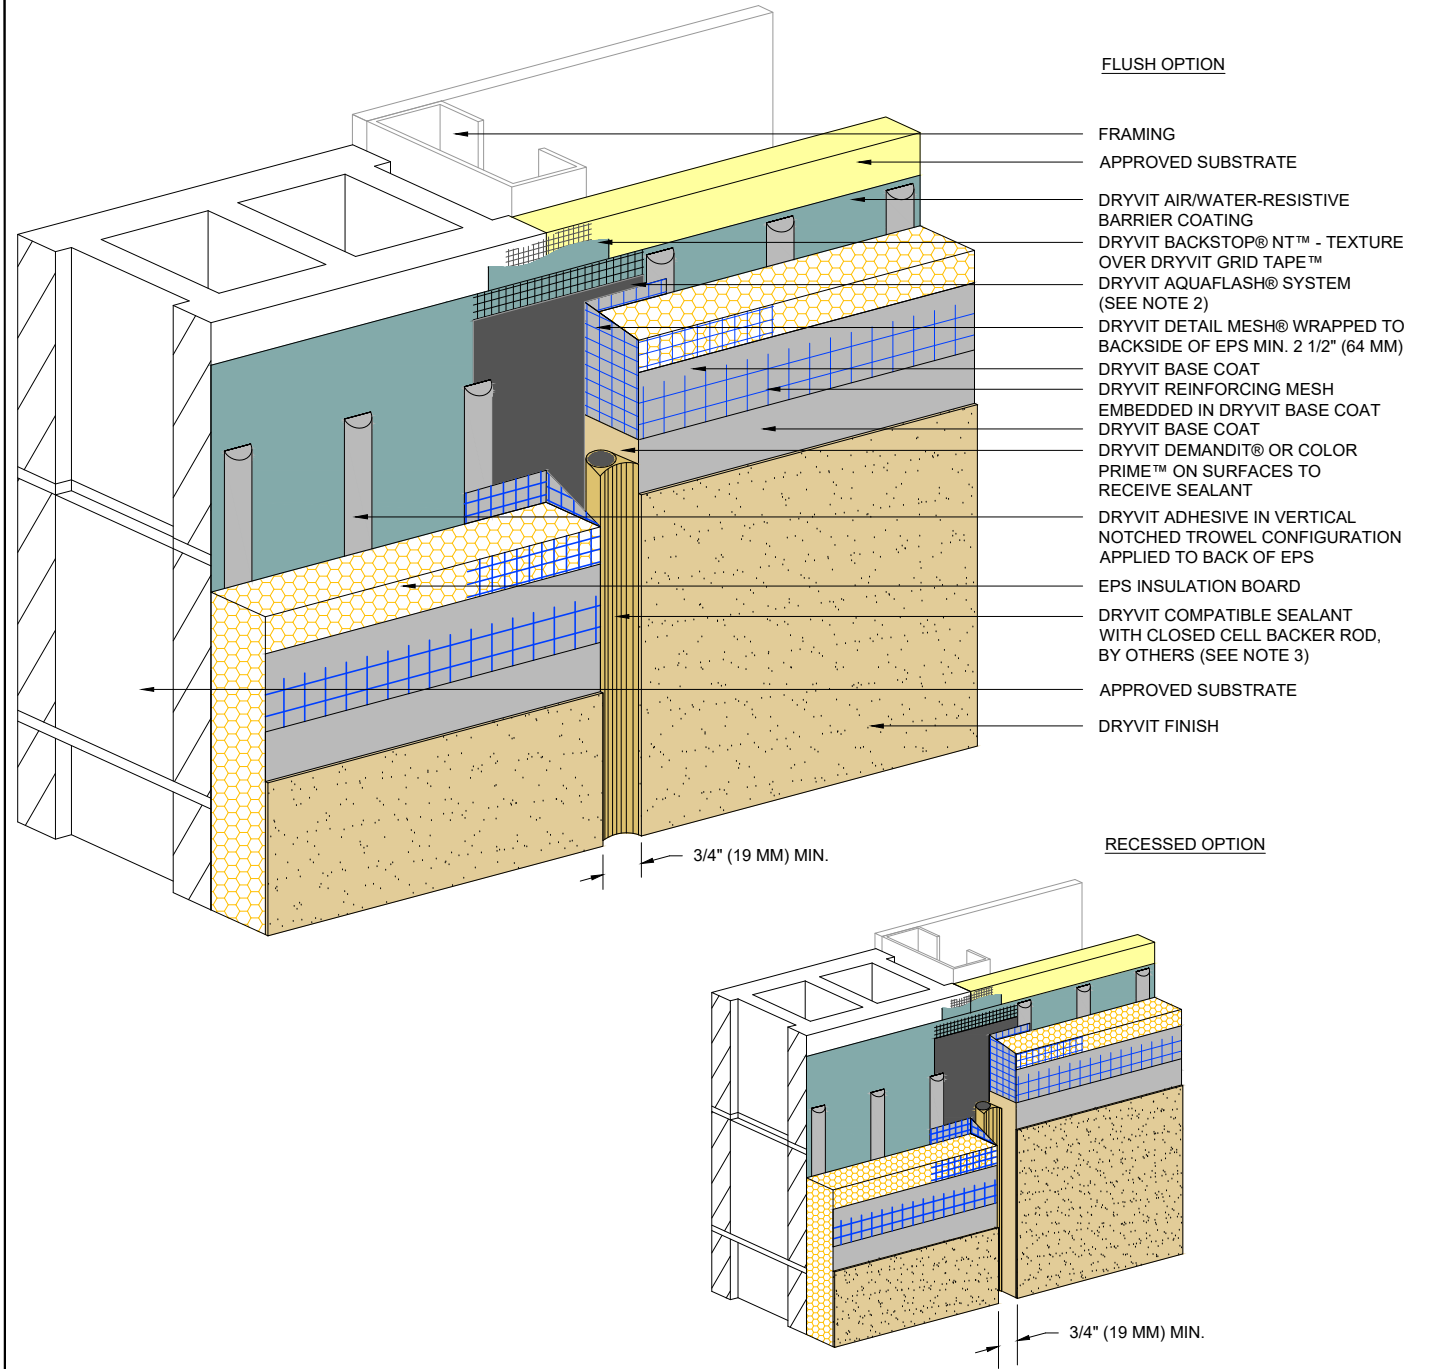 FLUSH OPTION
FRAMING
APPROVED SUBSTRATE
DRYVIT AIR/WATER-RESISTIVE
BARRIER COATING
DRYVIT BACKSTOP® NT™ - TEXTURE
OVER DRYVIT GRID TAPE™
DRYVIT AQUAFLASH® SYSTEM
(SEE NOTE 2)
DRYVIT DETAIL MESH® WRAPPED TO
BACKSIDE OF EPS MIN. 2 1/2" (64 MM)
DRYVIT BASE COAT
DRYVIT REINFORCING MESH
EMBEDDED IN DRYVIT BASE COAT
DRYVIT BASE COAT
DRYVIT DEMANDIT® OR COLOR
PRIME™ ON SURFACES TO
RECEIVE SEALANT
DRYVIT ADHESIVE IN VERTICAL
NOTCHED TROWEL CONFIGURATION
APPLIED TO BACK OF EPS
EPS INSULATION BOARD
DRYVIT COMPATIBLE SEALANT
WITH CLOSED CELL BACKER ROD,
BY OTHERS (SEE NOTE 3)
APPROVED SUBSTRATE
DRYVIT FINISH
3/4" (19 MM) MIN.
RECESSED OPTION
3/4" (19 MM) MIN.